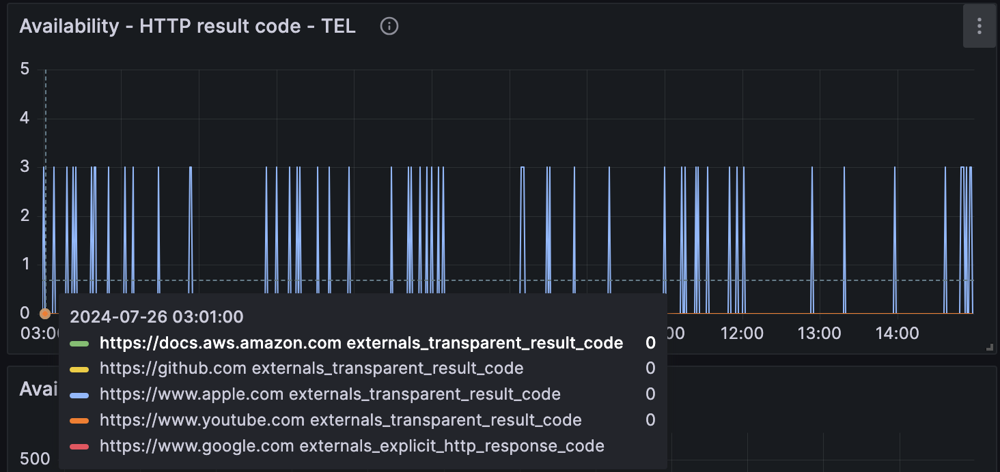 Availability - HTTP result code - TEL
5
4
3
2
1
0
03:00 00 12:00 13:00 14:00
2024-07-26 03:01:00
https://docs.aws.amazon.com externals_transparent_result_code 0
https://github.com externals_transparent_result_code 0
https://www.apple.com externals_transparent_result_code 0
https://www.youtube.com externals_transparent_result_code 0
https://www.google.com externals_explicit_http_response_code
Avai
500